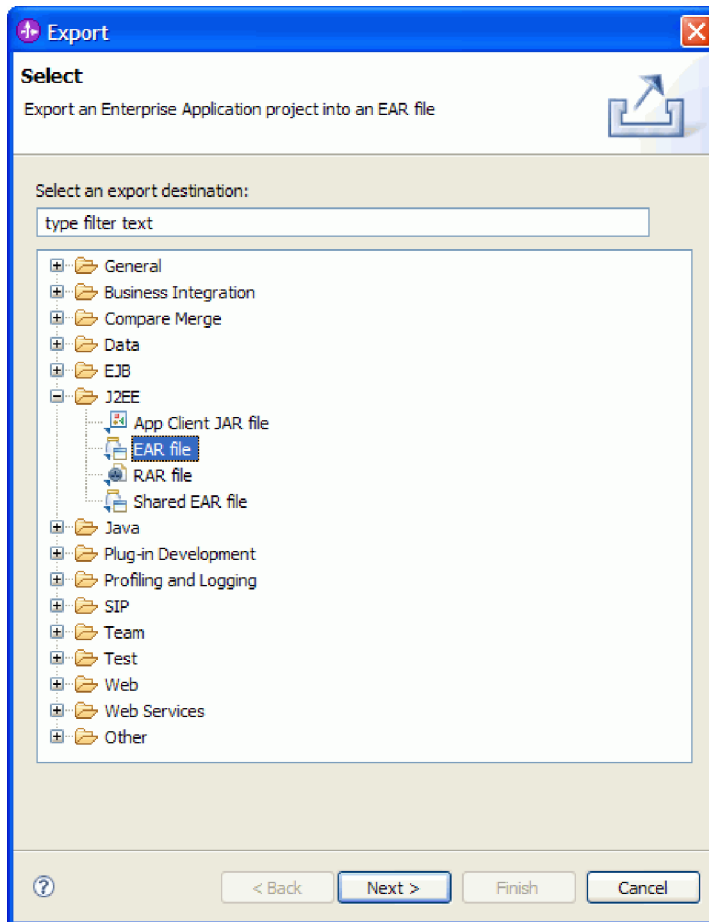 Export
Select
Export an Enterprise Application project into an EAR file
Select an export destination:
type filter text
General
Business Integration
Compare Merge
Data
EJB
J2EE
App Client JAR file
EAR file
RAR file
Shared EAR file
Java
Plug-in Development
Profiling and Logging
SIP
Team
Test
Web
Web Services
Other
? < Back Next > Finish Cancel